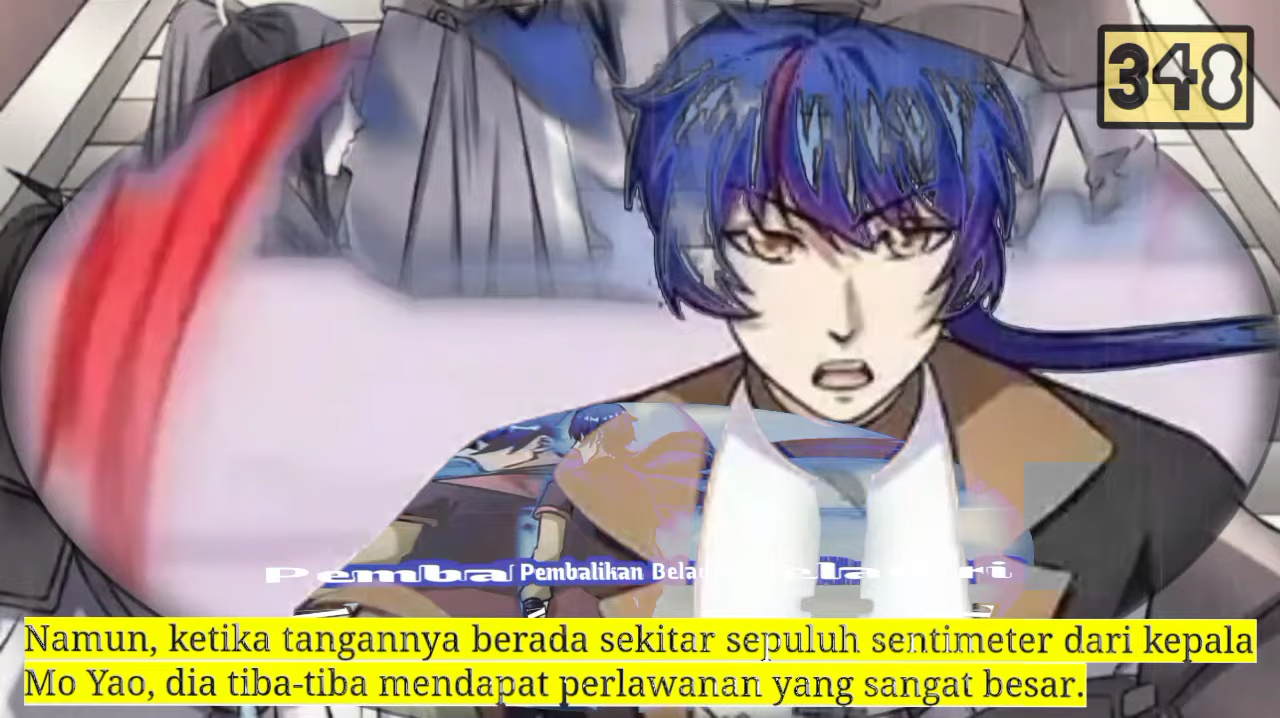 348
Pemba Pembalikan Bela
Namun, ketika tangannya berada sekitar sepuluh sentimeter dari kepala
Mo Yao, dia tiba-tiba mendapat perlawanan yang sangat besar.